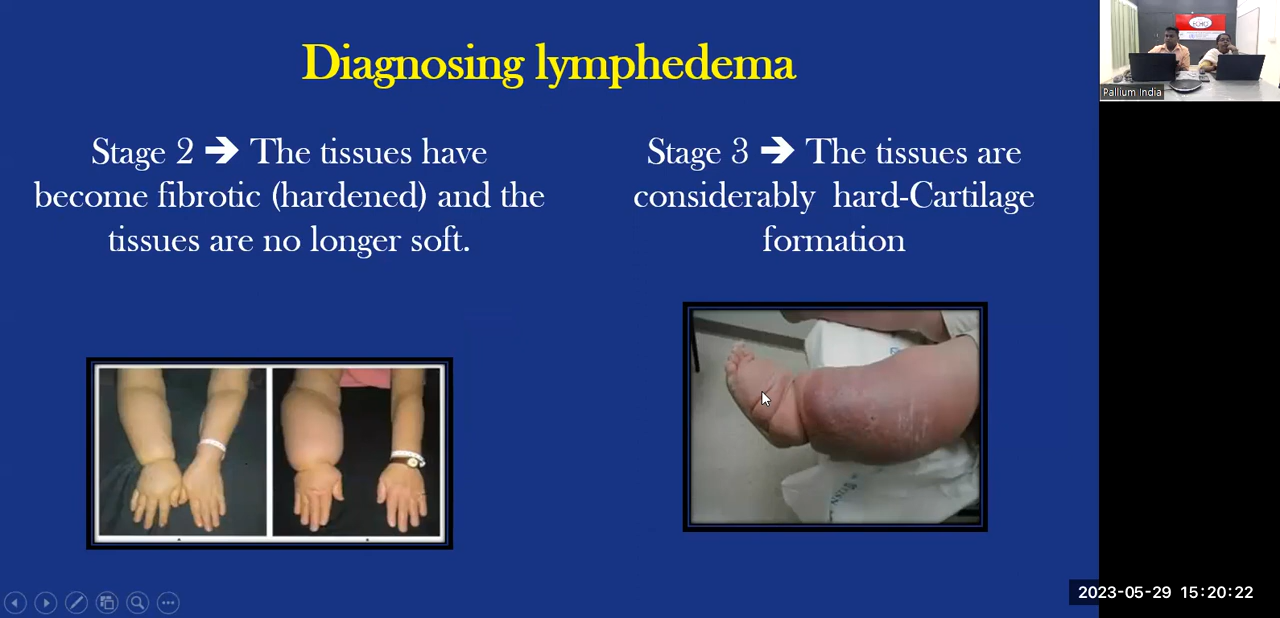 Diagnosing lymphedema
Stage 2 ➔ The tissues have
become fibrotic (hardened) and the
tissues are no longer soft.
Stage 3 ➔ The tissues are
considerably hard-Cartilage
formation
ECHO
Pallium India
2023-05-29 15:20:22